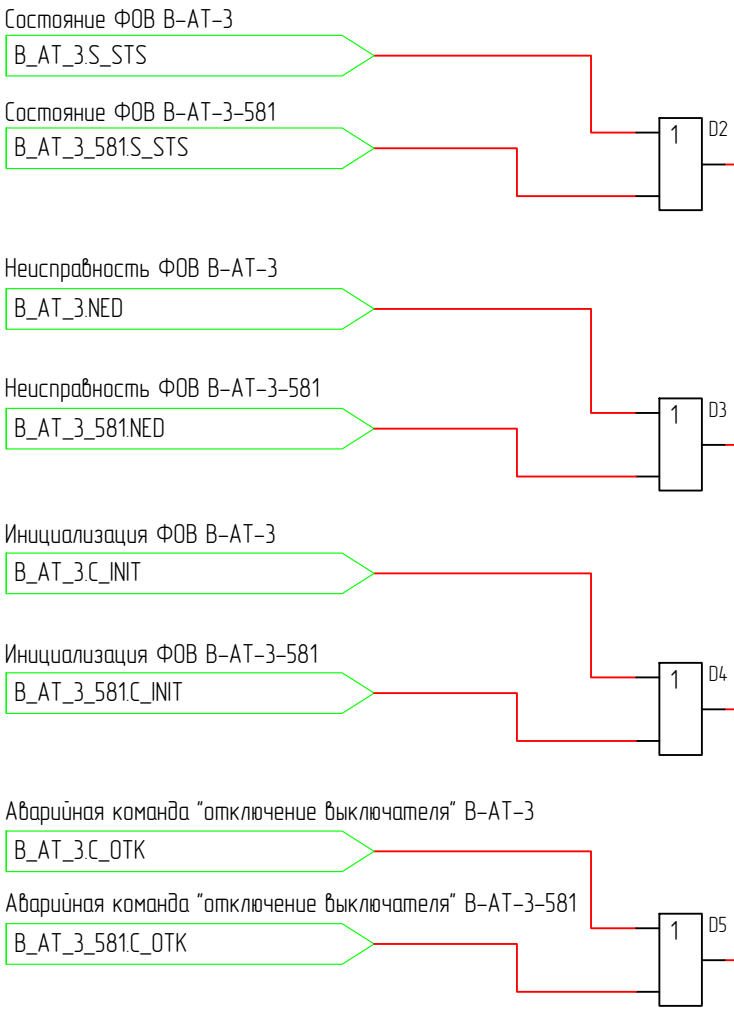 Состояние ФОВ В-АТ-3
B_AT_3.S_STS
Состояние ФОВ В-АТ-3-581
B_AT_3_581.S_STS
1 D2
Неисправность ФОВ В-АТ-3
B_AT_3.NED
Неисправность ФОВ В-АТ-3-581
B_AT_3_581.NED
1 D3
Инициализация ФОВ В-АТ-3
B_AT_3.C_INIT
Инициализация ФОВ В-АТ-3-581
B_AT_3_581.C_INIT
1 D4
Аварийная команда "отключение выключателя" В-АТ-3
B_AT_3.C_OTK
Аварийная команда "отключение выключателя" В-АТ-3-581
B_AT_3_581.C_OTK
1 D5